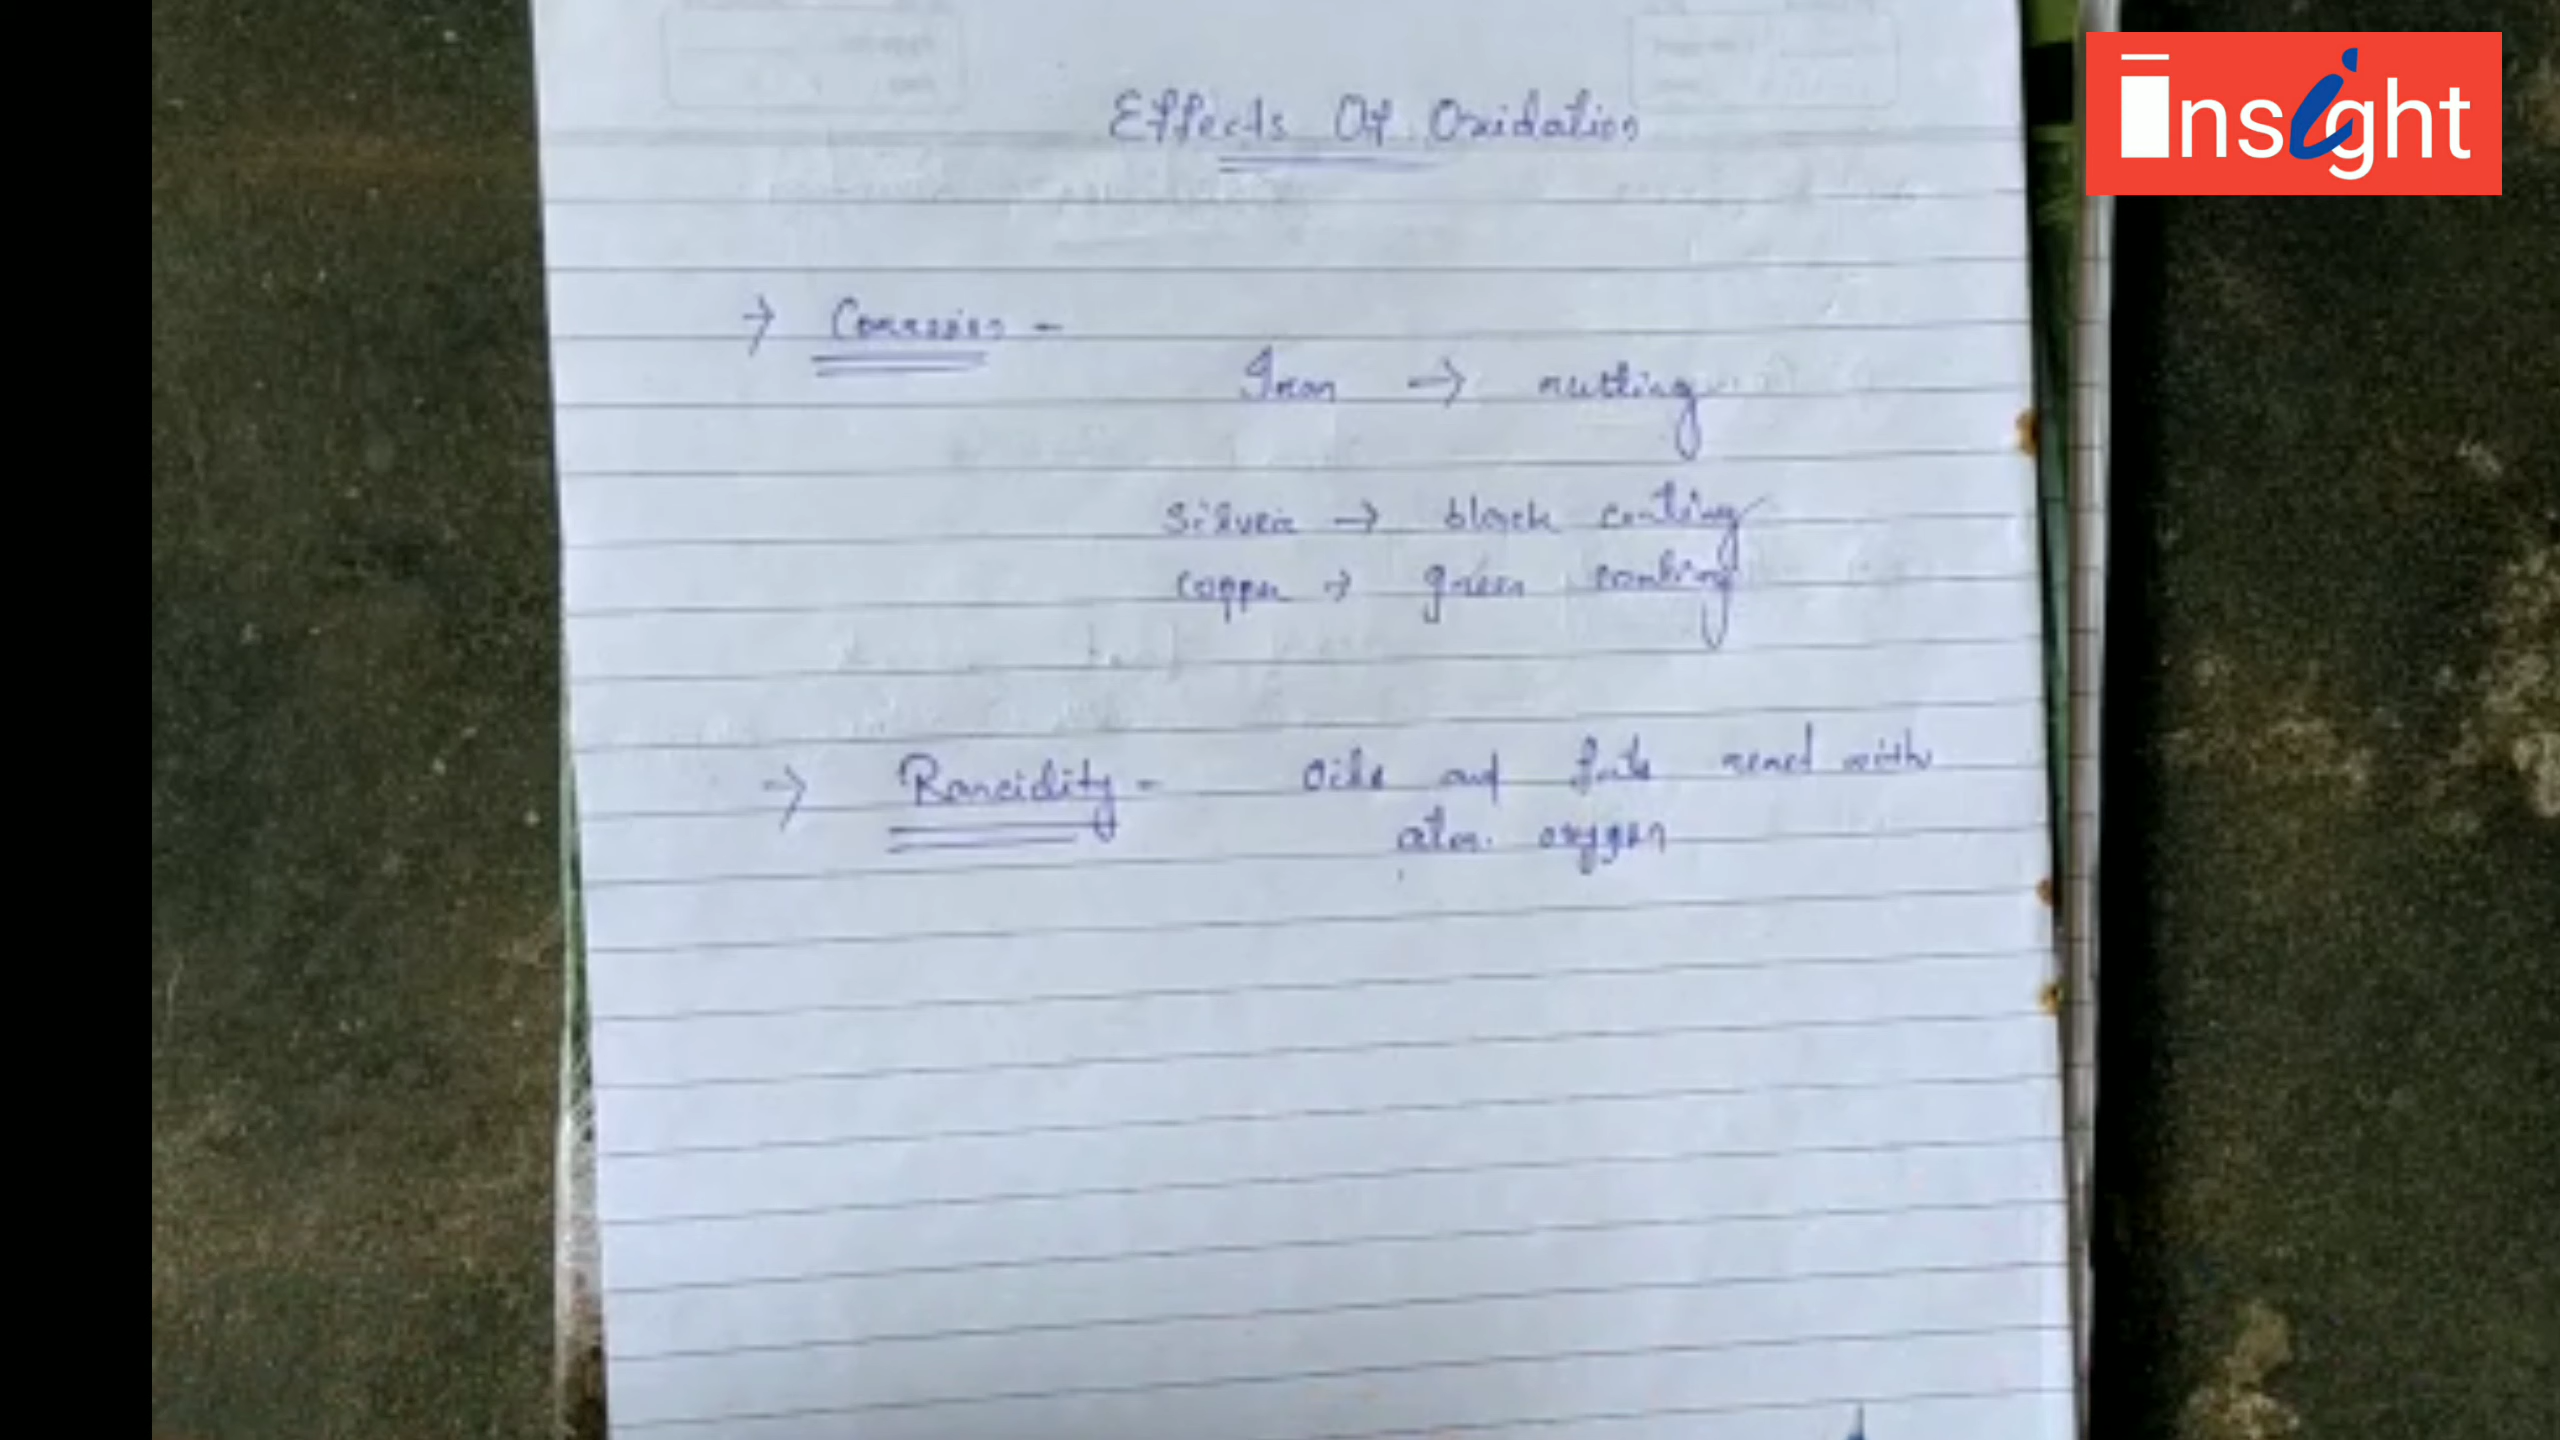 Insight
Effects Of Oxidation
→ Corrosion -
Iron → rutting
Silver → black coating
copper → green coating
→ Rancidity - Oils and fats react with
atm. oxygen